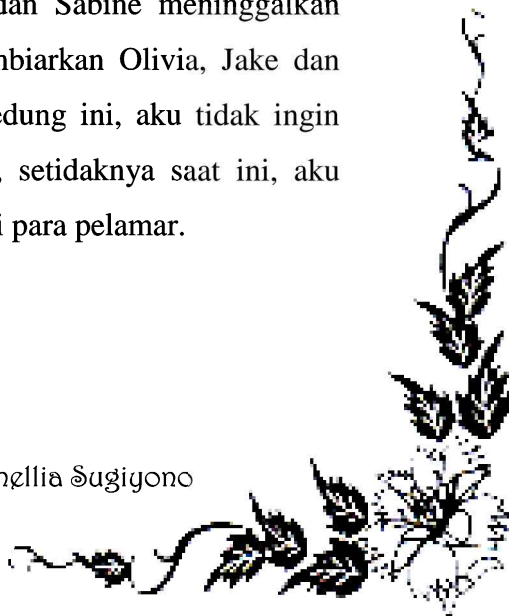 dan Sabine meninggalkan
nbiarkan Olivia, Jake dan
edung ini, aku tidak ingin
, setidaknya saat ini, aku
i para pelamar.
nellia Sugiyono